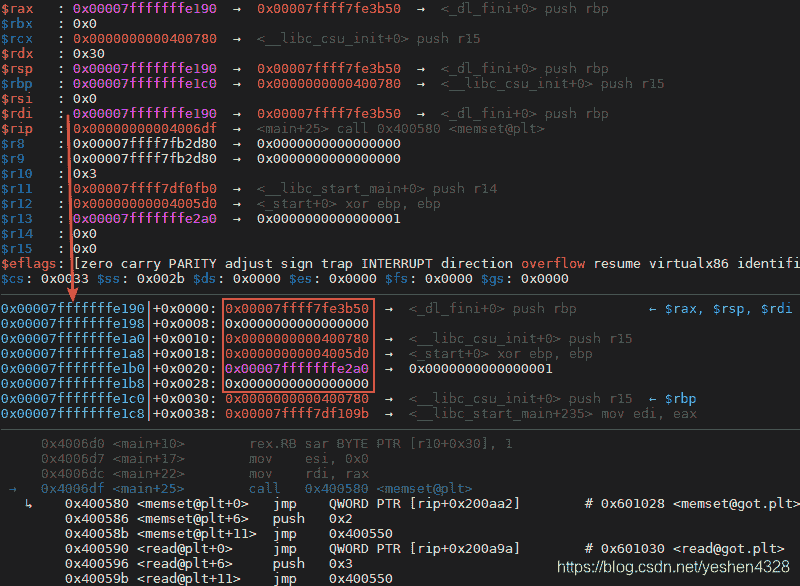 $rax : 0x00007fffffffe190 → 0x00007ffff7fe3b50 → <_dl_fini+0> push rbp
$rbx : 0x0
$rcx : 0x0000000000400780 → <__libc_csu_init+0> push r15
$rdx : 0x30
$rsp : 0x00007fffffffe190 → 0x00007ffff7fe3b50 → <_dl_fini+0> push rbp
$rbp : 0x00007fffffffe1c0 → 0x0000000000400780 → <__libc_csu_init+0> push r15
$rsi : 0x0
$rdi : 0x00007fffffffe190 → 0x00007ffff7fe3b50 → <_dl_fini+0> push rbp
$rip : 0x00000000004006df → <main+25> call 0x400580 <memset@plt>
$r8 : 0x00007ffff7fb2d80 → 0x0000000000000000
$r9 : 0x00007ffff7fb2d80 → 0x0000000000000000
$r10 : 0x3
$r11 : 0x00007ffff7df0fb0 → <__libc_start_main+0> push r14
$r12 : 0x00000000004005d0 → <_start+0> xor ebp, ebp
$r13 : 0x00007fffffffe2a0 → 0x0000000000000001
$r14 : 0x0
$r15 : 0x0
$eflags: [zero carry PARITY adjust sign trap INTERRUPT direction overflow resume virtualx86 identifi
$cs: 0x0033 $ss: 0x002b $ds: 0x0000 $es: 0x0000 $fs: 0x0000 $gs: 0x0000
0x00007fffffffe190 +0x0000: 0x00007ffff7fe3b50 → <_dl_fini+0> push rbp ← $rax, $rsp, $rdi
0x00007fffffffe198 +0x0008: 0x0000000000000000
0x00007fffffffe1a0 +0x0010: 0x0000000000400780 → <__libc_csu_init+0> push r15
0x00007fffffffe1a8 +0x0018: 0x00000000004005d0 → <_start+0> xor ebp, ebp
0x00007fffffffe1b0 +0x0020: 0x00007fffffffe2a0 → 0x0000000000000001
0x00007fffffffe1b8 +0x0028: 0x0000000000000000
0x00007fffffffe1c0 +0x0030: 0x0000000000400780 → <__libc_csu_init+0> push r15 ← $rbp
0x00007fffffffe1c8 +0x0038: 0x00007ffff7df109b → <__libc_start_main+235> mov edi, eax
0x4006d0 <main+10> rex.RB sar BYTE PTR [r10+0x30], 1
0x4006d7 <main+17> mov esi, 0x0
0x4006dc <main+22> mov rdi, rax
→ 0x4006df <main+25> call 0x400580 <memset@plt>
↳ 0x400580 <memset@plt+0> jmp QWORD PTR [rip+0x200aa2] # 0x601028 <memset@got.plt>
0x400586 <memset@plt+6> push 0x2
0x40058b <memset@plt+11> jmp 0x400550
0x400590 <read@plt+0> jmp QWORD PTR [rip+0x200a9a] # 0x601030 <read@got.plt>
0x400596 <read@plt+6> push 0x3
0x40059b <read@plt+11> jmp 0x400550
https://blog.csdn.net/yeshen4328